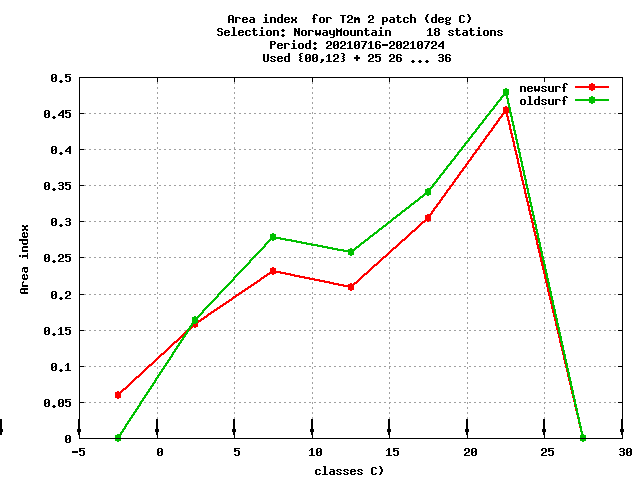 Area index  for T2m 2 patch (deg C)
Selection: NorwayMountain     18 stations
Period: 20210716-20210724
Used {00,12} + 25 26 ... 36
newsurf
oldsurf
0.5
0.45
0.4
0.35
0.3
0.25
0.2
0.15
0.1
0.05
0
Area index
-5 0 5 10 15 20 25 30
classes C)